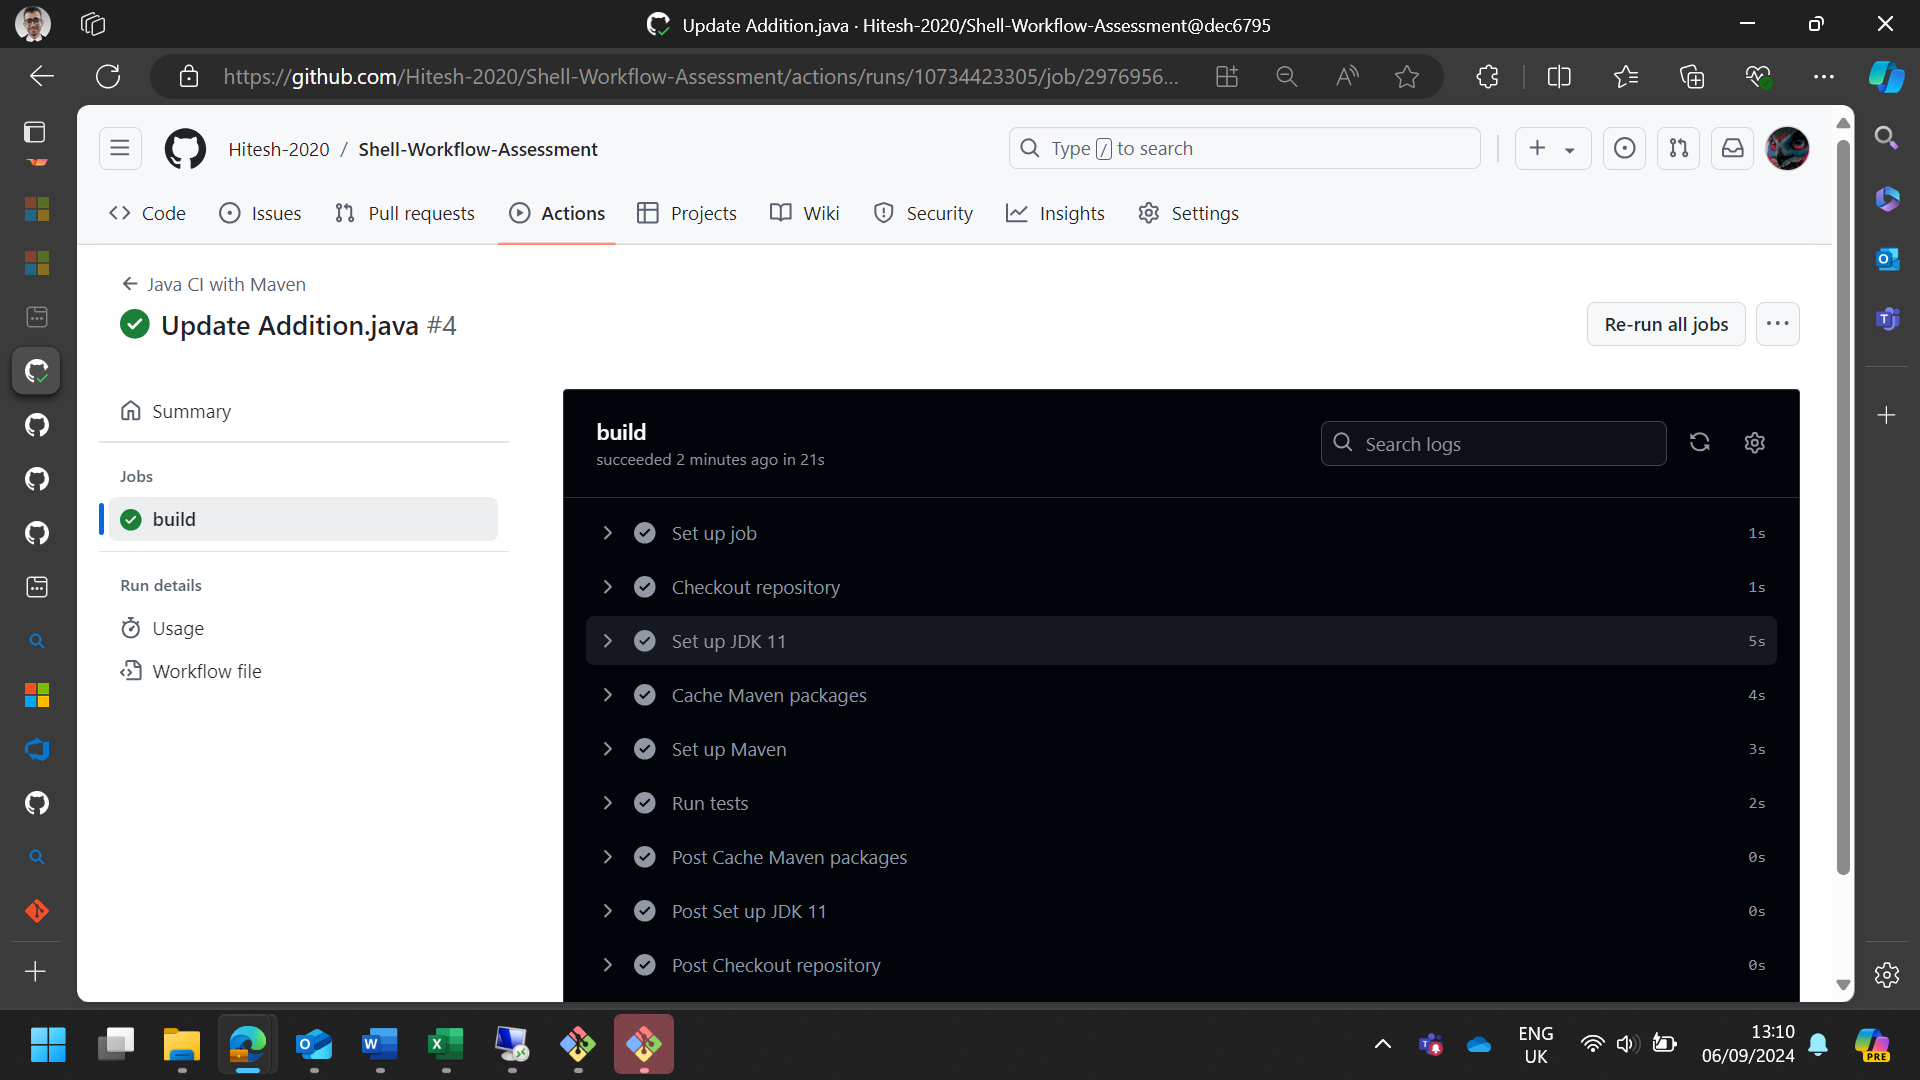 Update Addition.java · Hitesh-2020/Shell-Workflow-Assessment@dec6795
https://github.com/Hitesh-2020/Shell-Workflow-Assessment/actions/runs/10734423305/job/2976956...
Hitesh-2020 / Shell-Workflow-Assessment
Type / to search
Code
Issues
Pull requests
Actions
Projects
Wiki
Security
Insights
Settings
Java CI with Maven
Update Addition.java #4
Re-run all jobs
Summary
Jobs
build
Run details
Usage
Workflow file
build
succeeded 2 minutes ago in 21s
Search logs
Set up job 1s
Checkout repository 1s
Set up JDK 11 5s
Cache Maven packages 4s
Set up Maven 3s
Run tests 2s
Post Cache Maven packages 0s
Post Set up JDK 11 0s
Post Checkout repository 0s
ENG
UK
13:10
06/09/2024
PRE